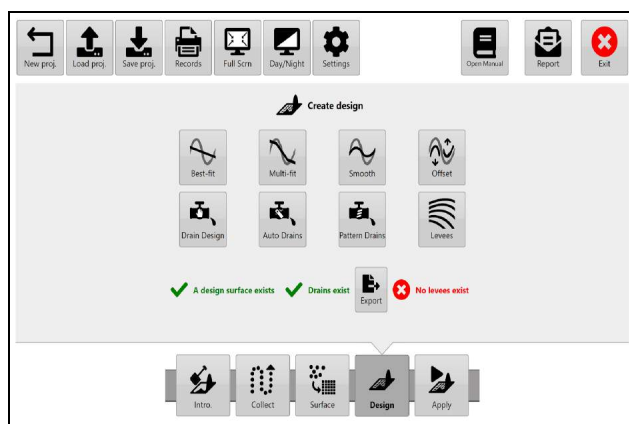 New proj. Load proj. Save proj. Records Full Scrn Day/Night Settings Open Manual Report Exit
Create design
Best-fit Multi-fit Smooth Offset
Drain Design Auto Drains Pattern Drains Levees
A design surface exists Drains exist Export No levees exist
Intro. Collect Surface Design Apply